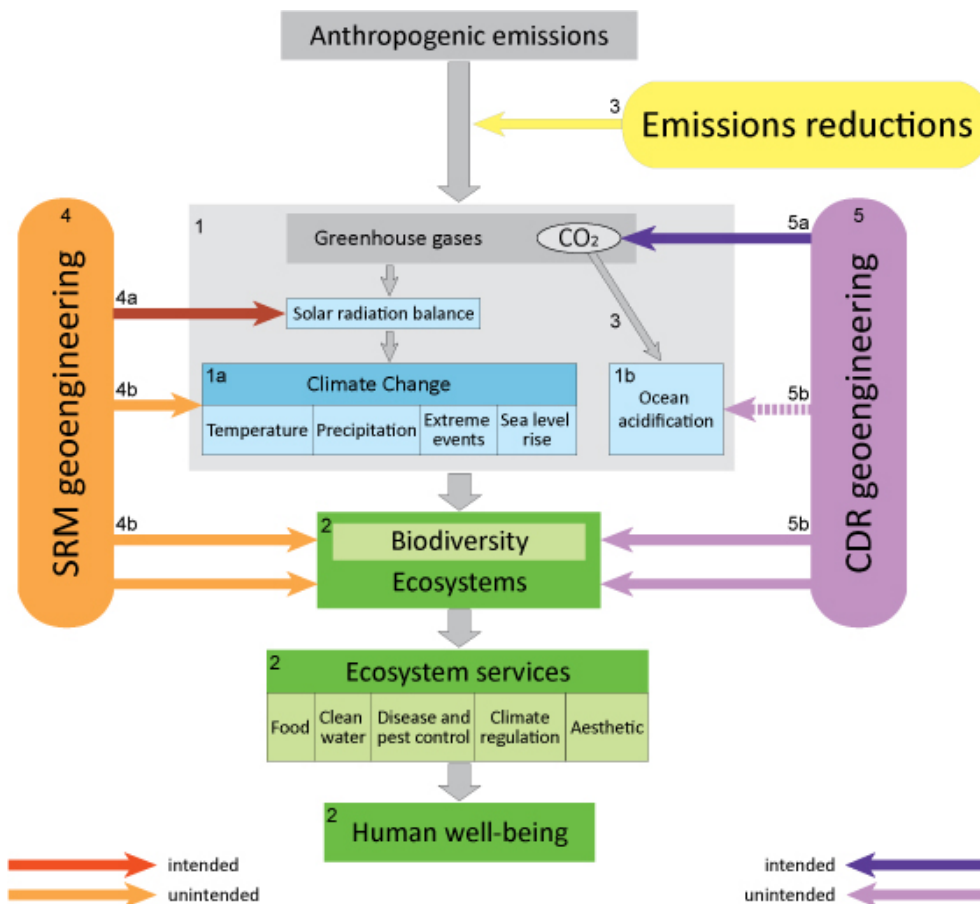 Anthropogenic emissions
3
Emissions reductions
4
SRM geoengineering
1
Greenhouse gases
CO₂
5a
5
CDR geoengineering
4a
Solar radiation balance
3
4b
1a
Climate Change
Temperature
Precipitation
Extreme
events
Sea level
rise
1b
Ocean
acidification
5b
4b
2
Biodiversity
Ecosystems
5b
2
Ecosystem services
Food
Clean
water
Disease and
pest control
Climate
regulation
Aesthetic
2
Human well-being
intended
unintended
intended
unintended